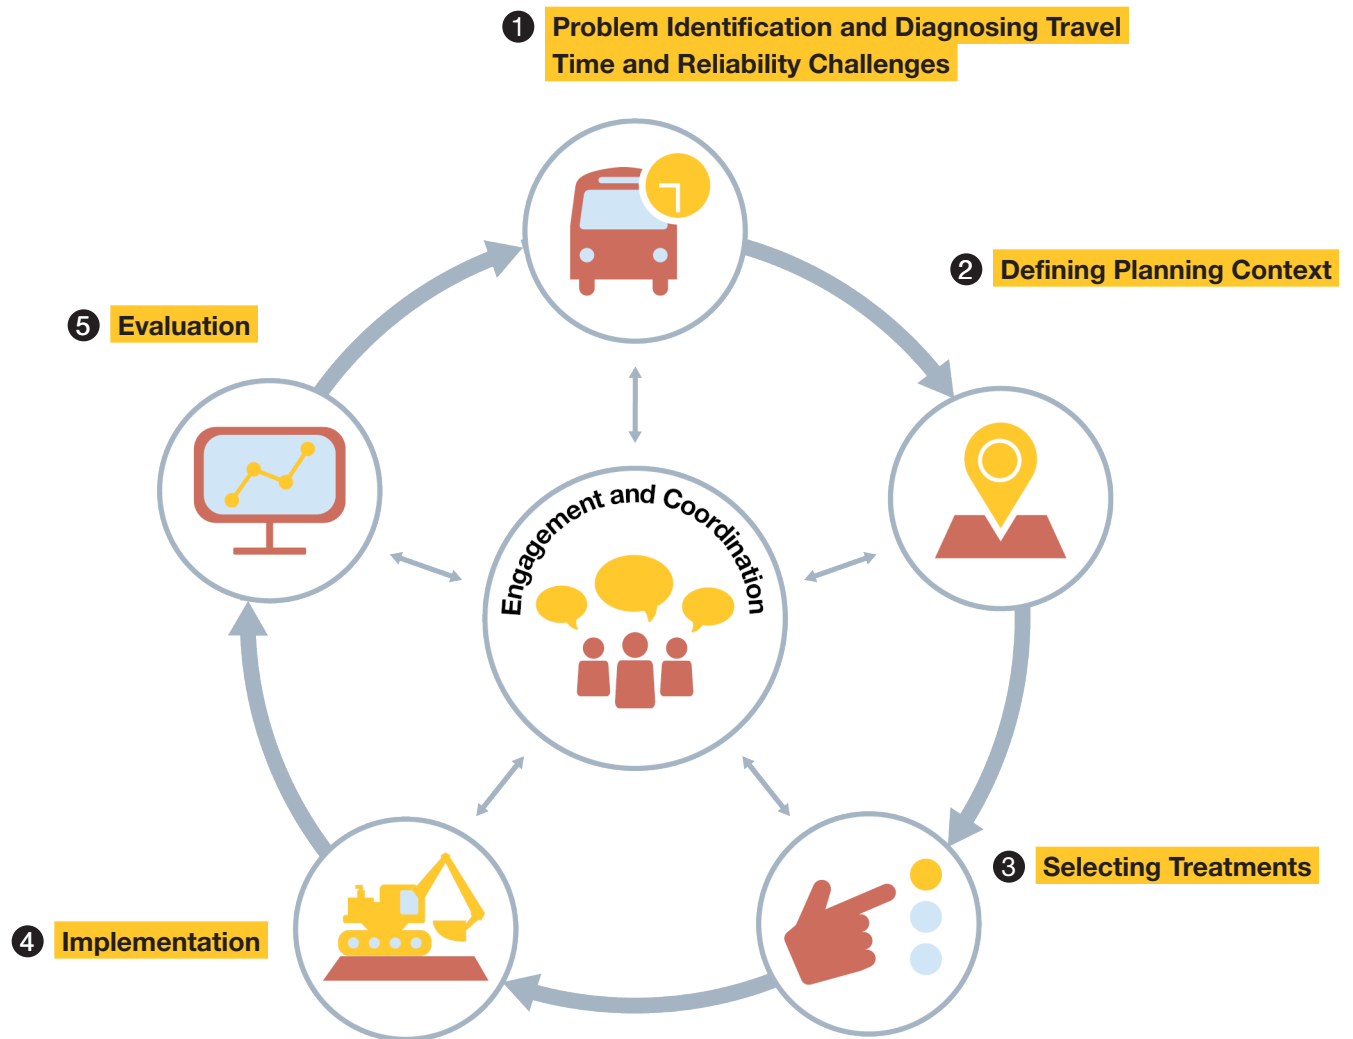 1 Problem Identification and Diagnosing Travel
Time and Reliability Challenges
2 Defining Planning Context
5 Evaluation
Engagement and Coordination
3 Selecting Treatments
4 Implementation